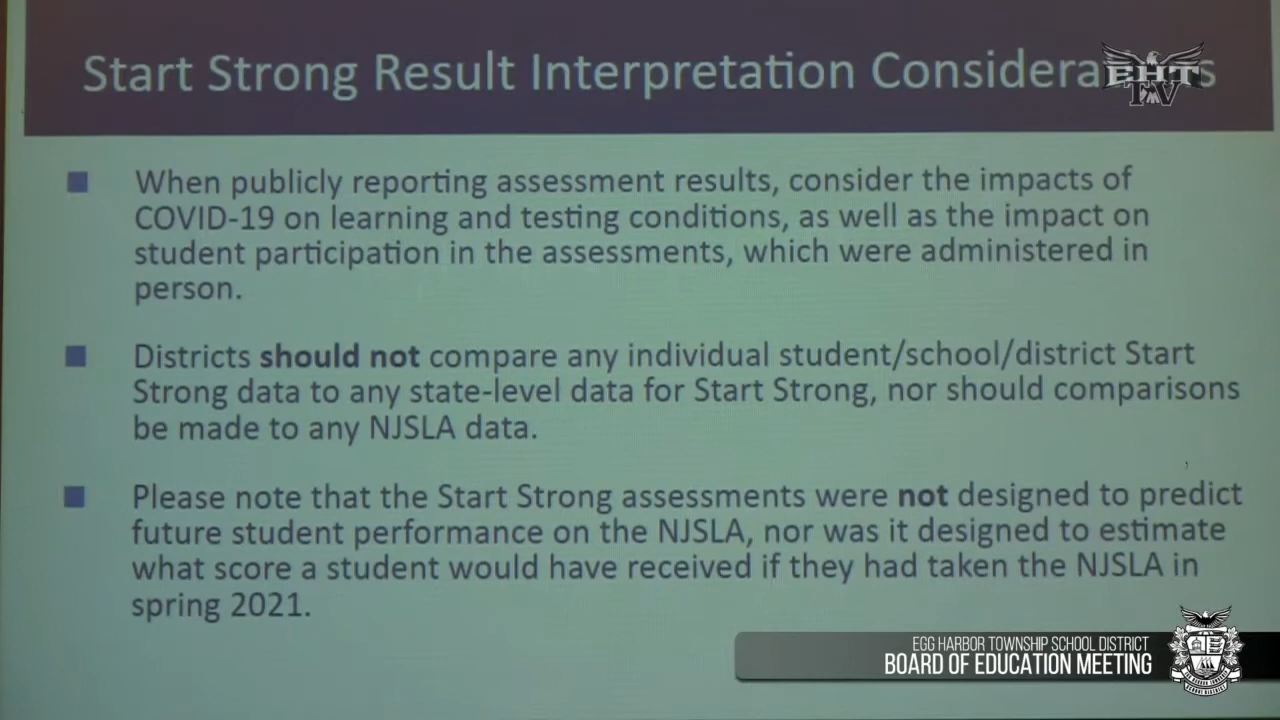 Start Strong Result Interpretation Considera s
EHT
TV
■ When publicly reporting assessment results, consider the impacts of
COVID-19 on learning and testing conditions, as well as the impact on
student participation in the assessments, which were administered in
person.
■ Districts should not compare any individual student/school/district Start
Strong data to any state-level data for Start Strong, nor should comparisons
be made to any NJSLA data.
■ Please note that the Start Strong assessments were not designed to predict
future student performance on the NJSLA, nor was it designed to estimate
what score a student would have received if they had taken the NJSLA in
spring 2021.
EGG HARBOR TOWNSHIP SCHOOL DISTRICT
BOARD OF EDUCATION MEETING